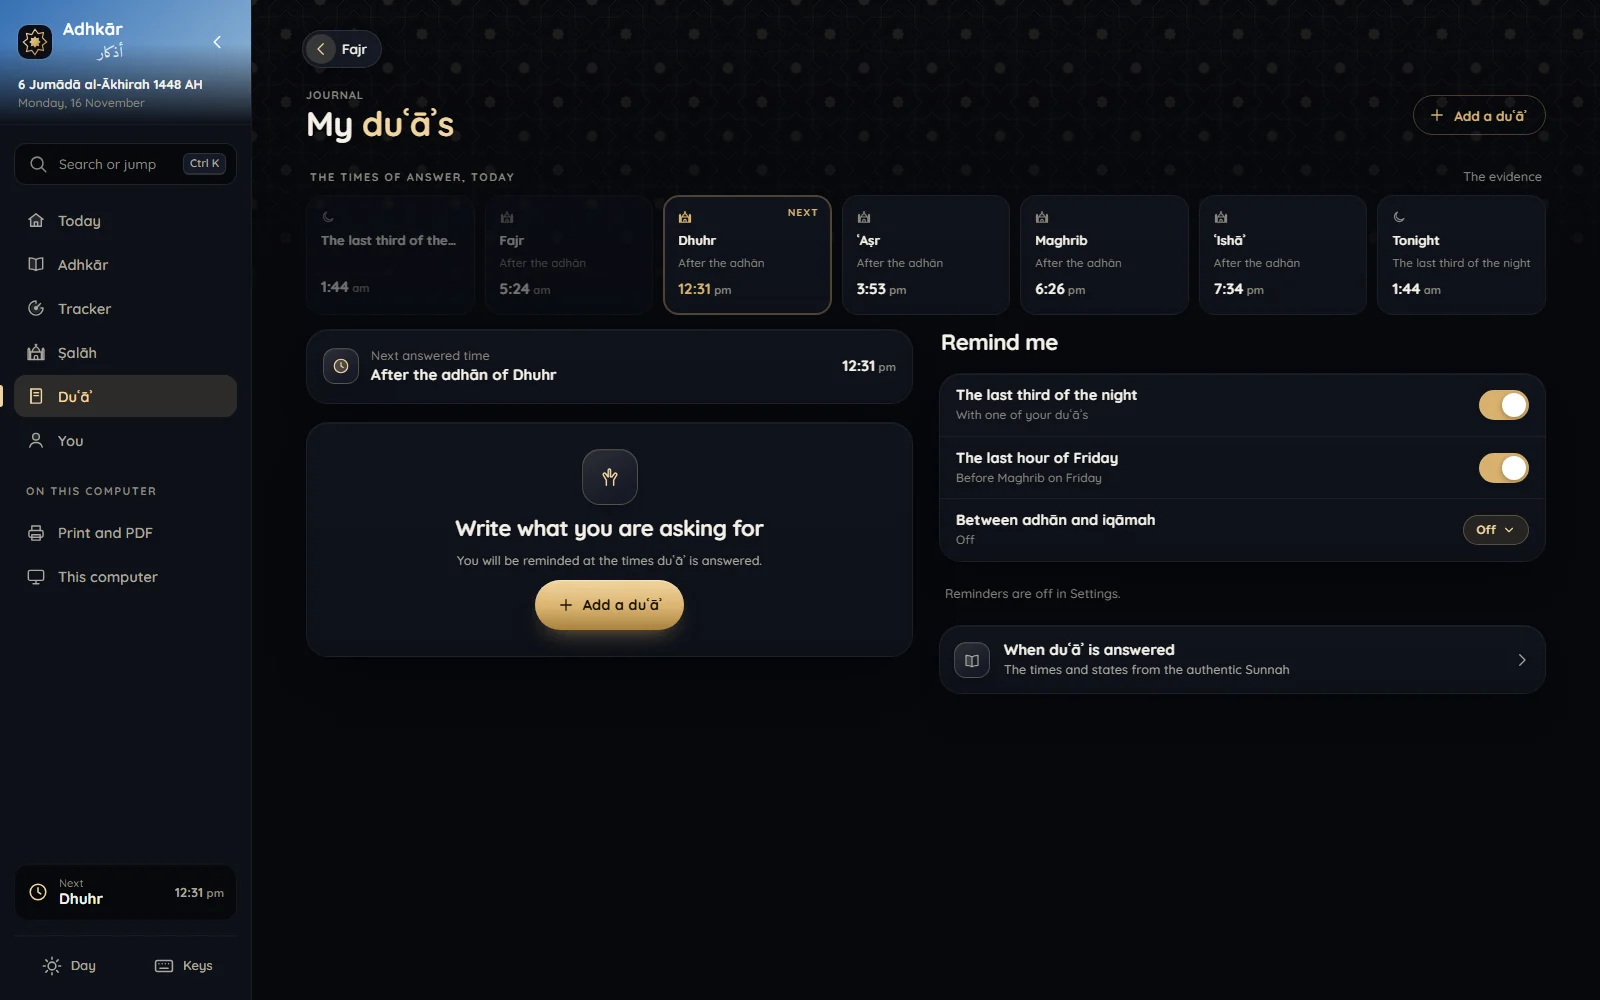 Adhkār
أذكار
6 Jumādā al-Ākhirah 1448 AH
Monday, 16 November
Search or jump
Ctrl K
Today
Adhkār
Tracker
Ṣalāh
Duʿāʾ
You
ON THIS COMPUTER
Print and PDF
This computer
Next
Dhuhr
12:31 pm
Day
Keys
Fajr
JOURNAL
My duʿāʾs
+ Add a duʿāʾ
THE TIMES OF ANSWER, TODAY
The evidence
The last third of the…
1:44 am
Fajr
After the adhān
5:24 am
NEXT
Dhuhr
After the adhān
12:31 pm
ʿAṣr
After the adhān
3:53 pm
Maghrib
After the adhān
6:26 pm
ʿIshāʾ
After the adhān
7:34 pm
Tonight
The last third of the night
1:44 am
Next answered time
After the adhān of Dhuhr
12:31 pm
Write what you are asking for
You will be reminded at the times duʿāʾ is answered.
+ Add a duʿāʾ
Remind me
The last third of the night
With one of your duʿāʾs
The last hour of Friday
Before Maghrib on Friday
Between adhān and iqāmah
Off
Off
Reminders are off in Settings.
When duʿāʾ is answered
The times and states from the authentic Sunnah